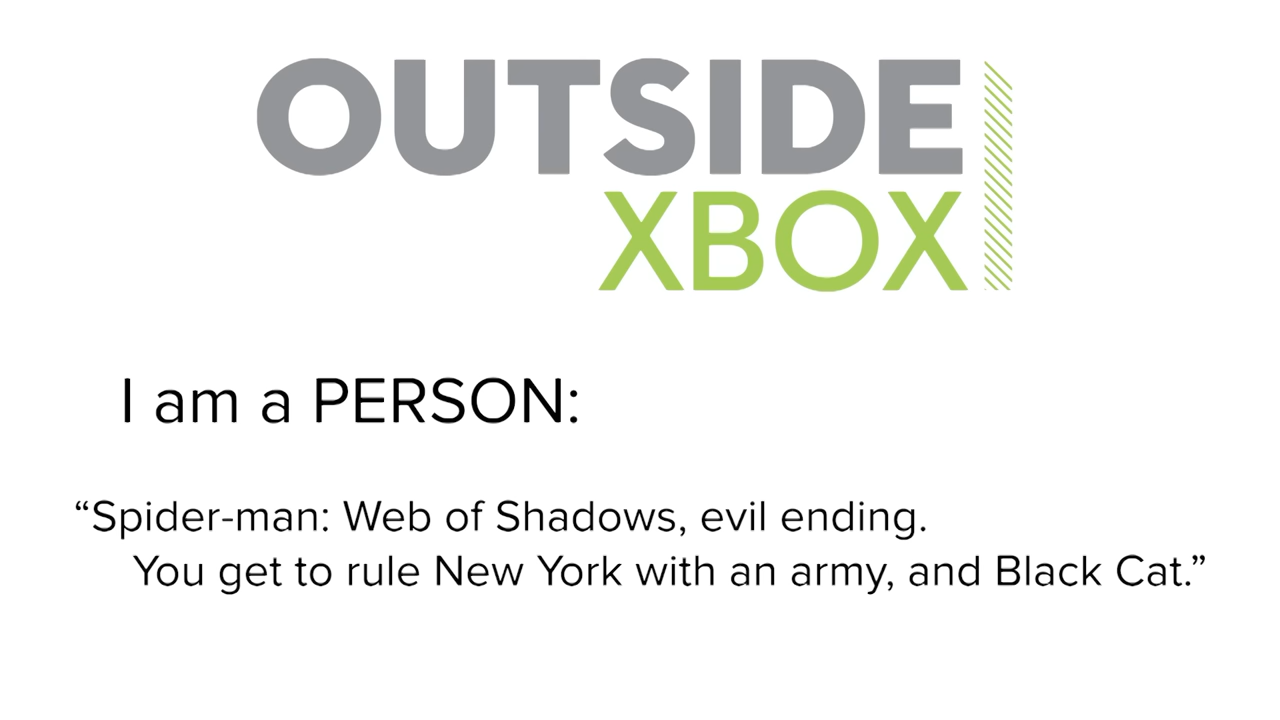 OUTSIDE
XBOX
I am a PERSON:
“Spider-man: Web of Shadows, evil ending.
You get to rule New York with an army, and Black Cat.”